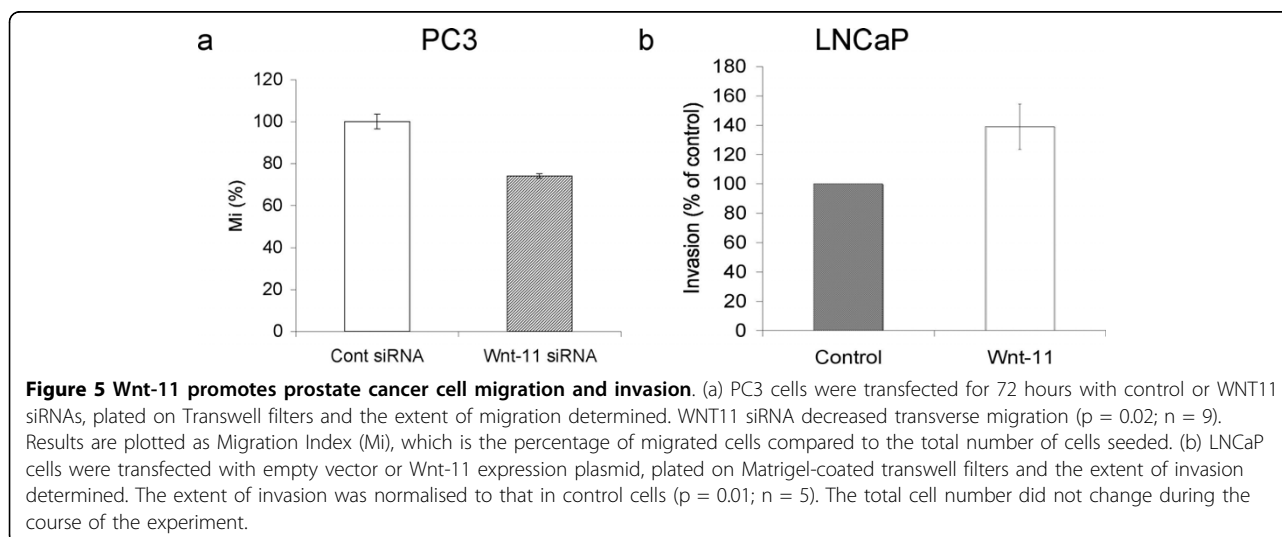 a PC3 b LNCaP
120
100
80
60
40
20
0
Mi (%)
Cont siRNA Wnt-11 siRNA
180
160
140
120
100
80
60
40
20
0
Invasion (% of control)
Control Wnt-11
Figure 5 Wnt-11 promotes prostate cancer cell migration and invasion. (a) PC3 cells were transfected for 72 hours with control or WNT11
siRNAs, plated on Transwell filters and the extent of migration determined. WNT11 siRNA decreased transverse migration (p = 0.02; n = 9).
Results are plotted as Migration Index (Mi), which is the percentage of migrated cells compared to the total number of cells seeded. (b) LNCaP
cells were transfected with empty vector or Wnt-11 expression plasmid, plated on Matrigel-coated transwell filters and the extent of invasion
determined. The extent of invasion was normalised to that in control cells (p = 0.01; n = 5). The total cell number did not change during the
course of the experiment.